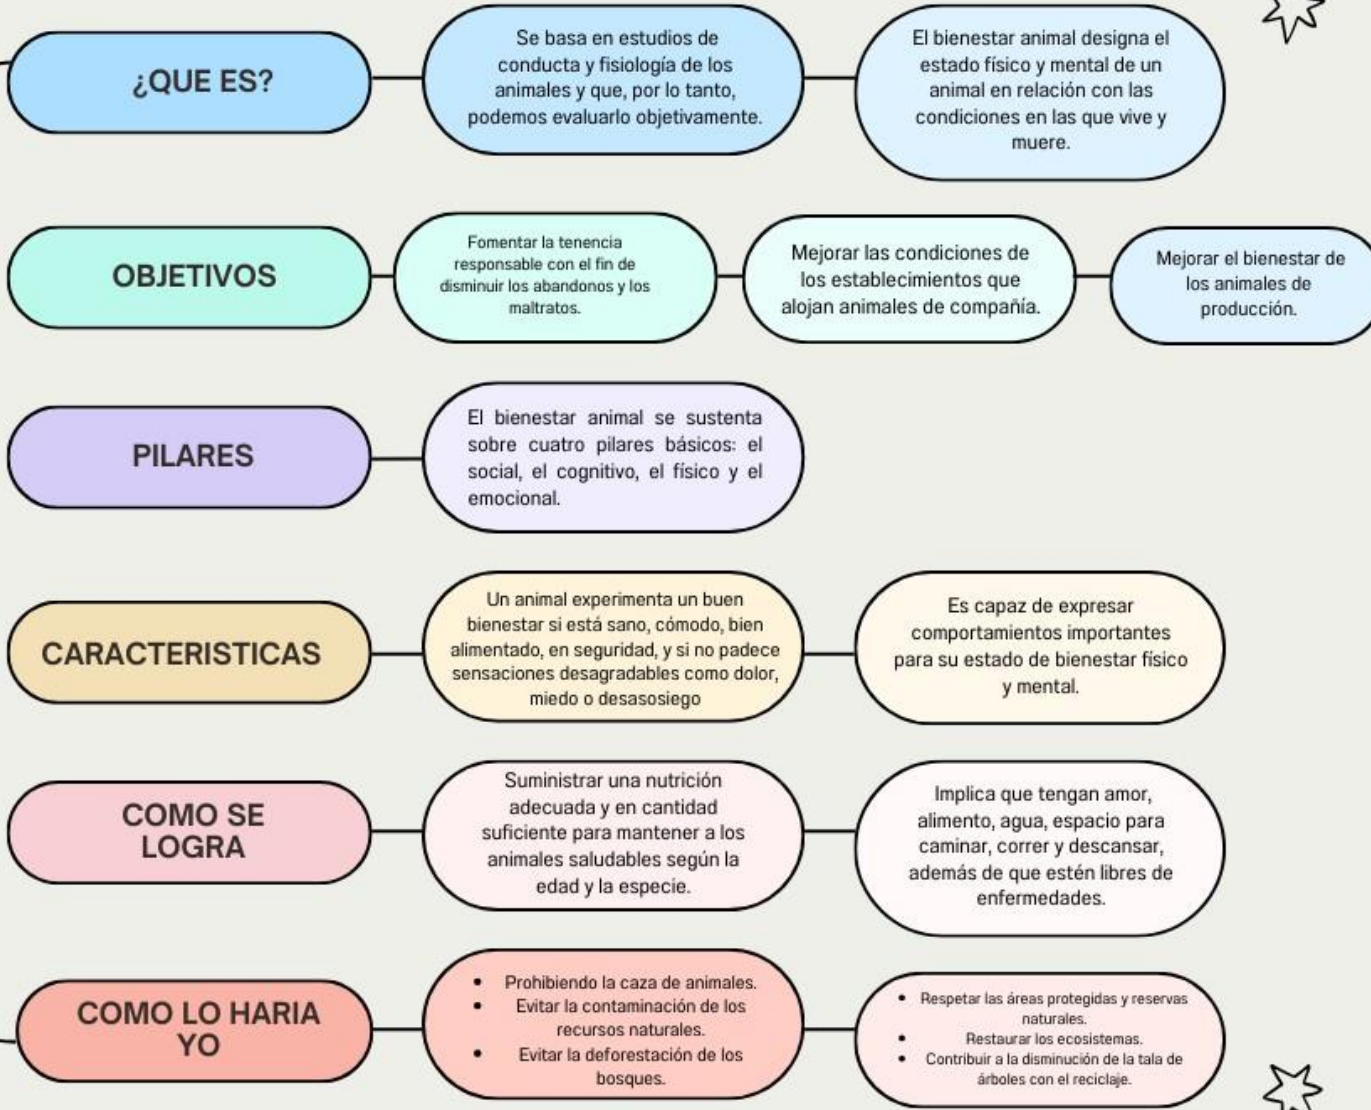 ¿QUE ES?
Se basa en estudios de
conducta y fisiología de los
animales y que, por lo tanto,
podemos evaluarlo objetivamente.
El bienestar animal designa el
estado físico y mental de un
animal en relación con las
condiciones en las que vive y
muere.
OBJETIVOS
Fomentar la tenencia
responsable con el fin de
disminuir los abandonos y los
maltratos.
Mejorar las condiciones de
los establecimientos que
alojan animales de compañía.
Mejorar el bienestar de
los animales de
producción.
PILARES
El bienestar animal se sustenta
sobre cuatro pilares básicos: el
social, el cognitivo, el físico y el
emocional.
CARACTERISTICAS
Un animal experimenta un buen
bienestar si está sano, cómodo, bien
alimentado, en seguridad, y si no padece
sensaciones desagradables como dolor,
miedo o desasosiego
Es capaz de expresar
comportamientos importantes
para su estado de bienestar físico
y mental.
COMO SE
LOGRA
Suministrar una nutrición
adecuada y en cantidad
suficiente para mantener a los
animales saludables según la
edad y la especie.
Implica que tengan amor,
alimento, agua, espacio para
caminar, correr y descansar,
además de que estén libres de
enfermedades.
COMO LO HARIA
YO
• Prohibiendo la caza de animales.
• Evitar la contaminación de los
recursos naturales.
• Evitar la deforestación de los
bosques.
• Respetar las áreas protegidas y reservas
naturales.
• Restaurar los ecosistemas.
• Contribuir a la disminución de la tala de
árboles con el reciclaje.